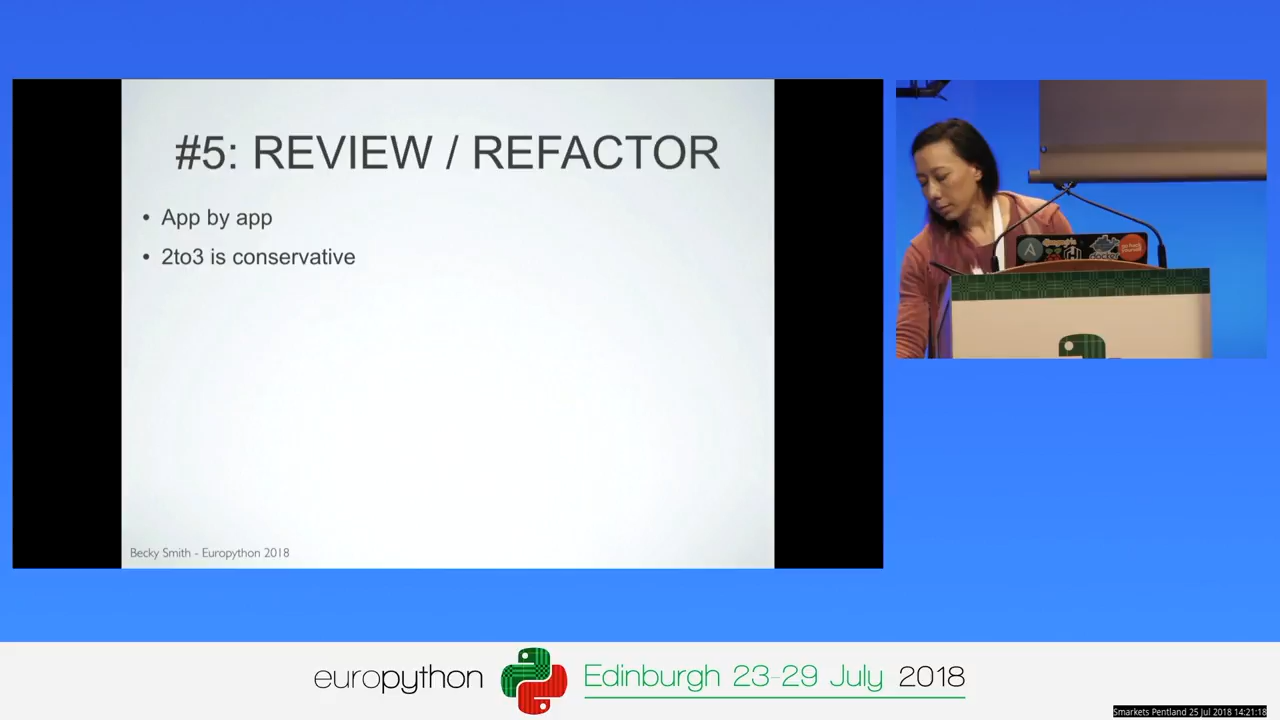 #5: REVIEW / REFACTOR
• App by app
• 2to3 is conservative
Becky Smith - Europython 2018
europython
Edinburgh 23-29 July 2018
Smarkets Pentland 25 Jul 2018 14:21:18